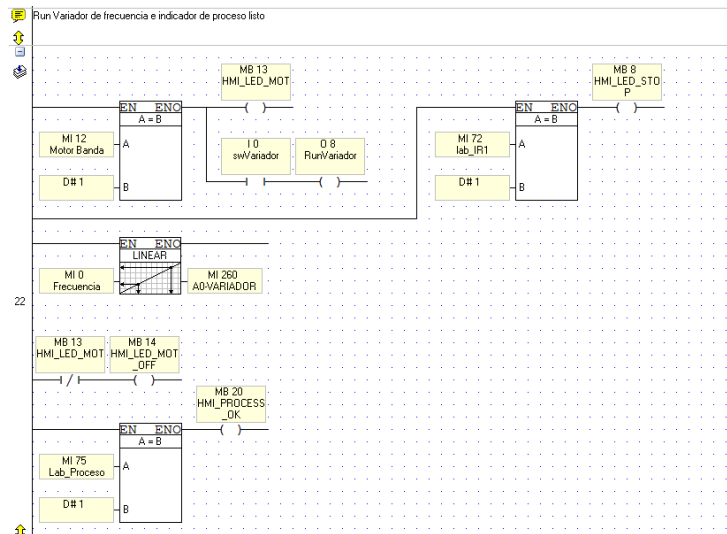 Run Variador de frecuencia e indicador de proceso listo
MB 13
HMI_LED_MOT
MB 8
HMI_LED_STO
P
EN ENO
A = B
EN ENO
A = B
MI 12
Motor Banda
A
I 0
swVariador
O 8
RunVariador
MI 72
lab_IR1
A
D# 1
B
D# 1
B
EN ENO
LINEAR
MI 0
Frecuencia
MI 260
A0-VARIADOR
22
MB 13
HMI_LED_MOT
MB 14
HMI_LED_MOT
_OFF
MB 20
HMI_PROCESS
_OK
EN ENO
A = B
MI 75
Lab_Proceso
A
D# 1
B